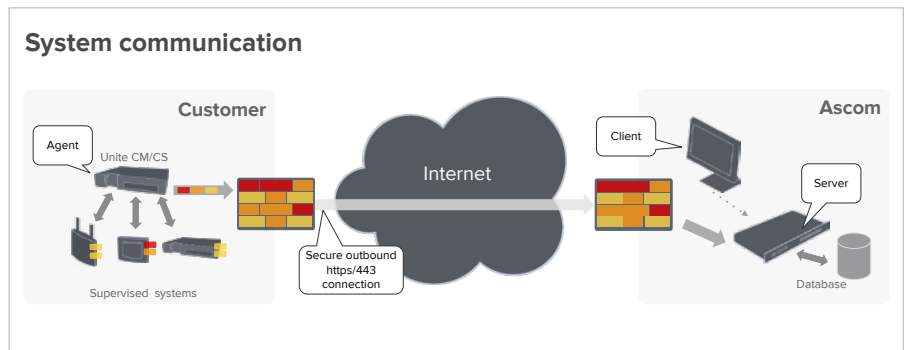 System communication
Customer
Agent
Unite CM/CS
Supervised systems
Internet
Secure outbound
https/443
connection
Ascom
Client
Server
Database